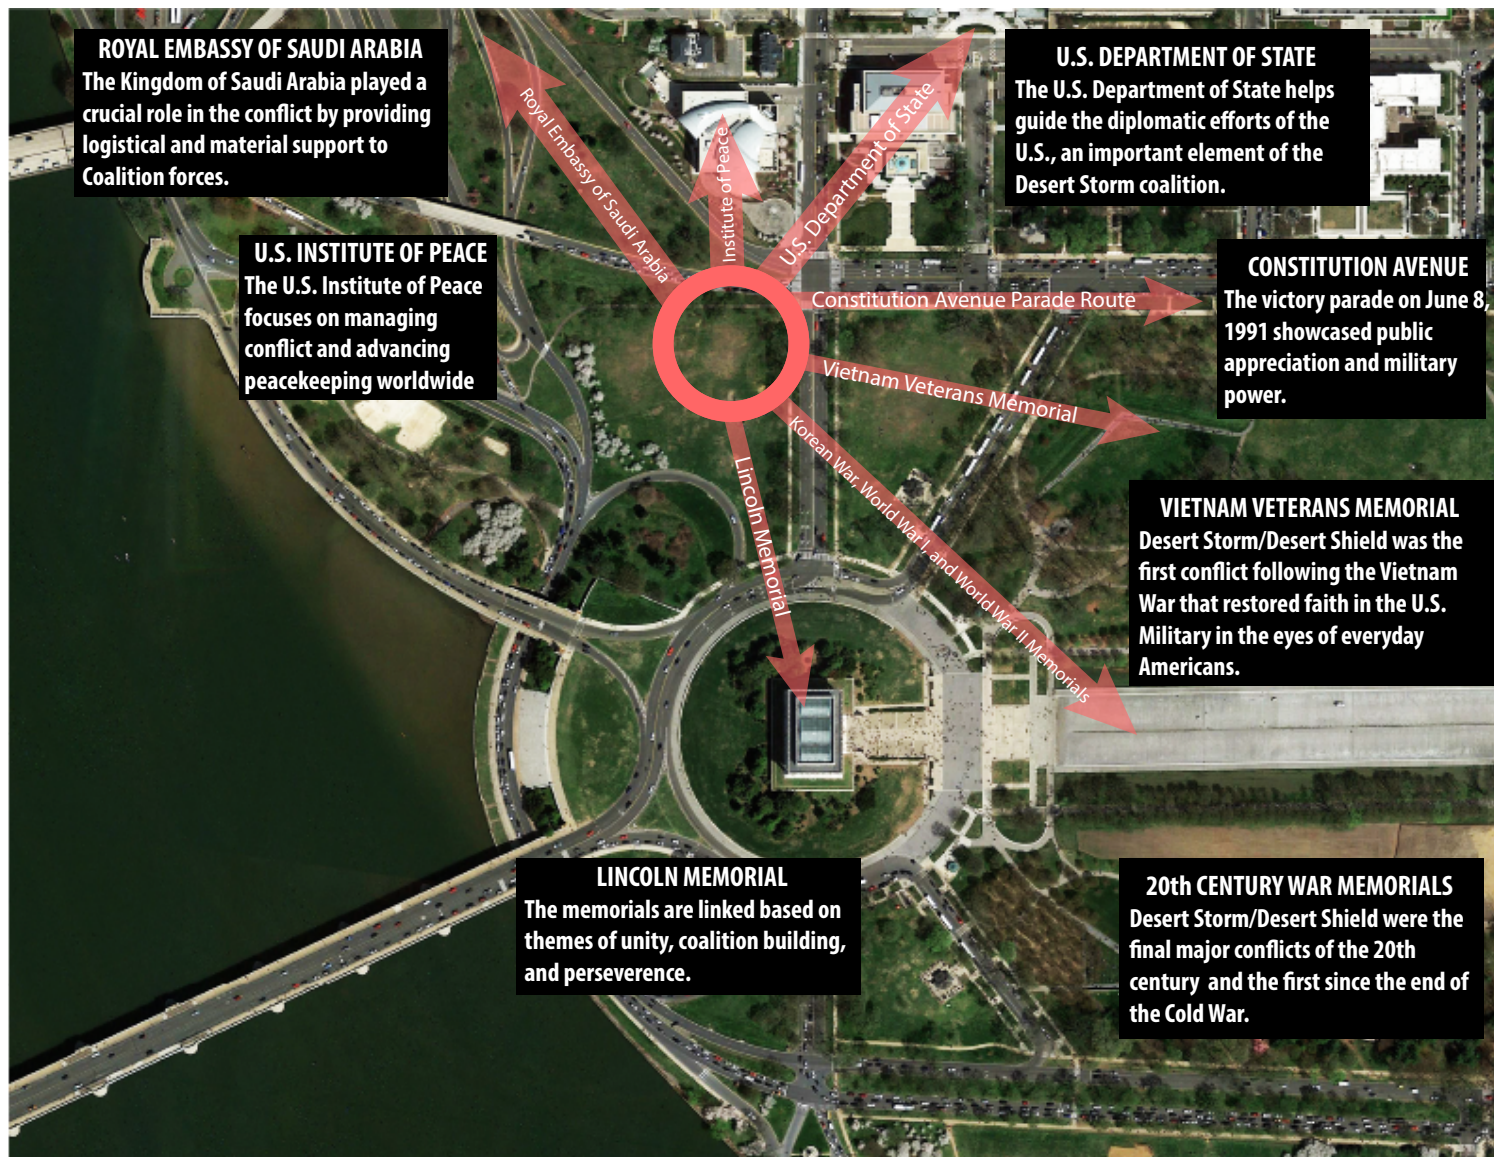 ROYAL EMBASSY OF SAUDI ARABIA
The Kingdom of Saudi Arabia played a
crucial role in the conflict by providing
logistical and material support to
Coalition forces.
U.S. DEPARTMENT OF STATE
The U.S. Department of State helps
guide the diplomatic efforts of the
U.S., an important element of the
Desert Storm coalition.
U.S. INSTITUTE OF PEACE
The U.S. Institute of Peace
focuses on managing
conflict and advancing
peacekeeping worldwide
CONSTITUTION AVENUE
The victory parade on June 8,
1991 showcased public
appreciation and military
power.
Royal Embassy of Saudi Arabia
Institute of Peace
U.S. Department of State
Constitution Avenue Parade Route
Vietnam Veterans Memorial
Korean War, World War I, and World War II Memorials
Lincoln Memorial
VIETNAM VETERANS MEMORIAL
Desert Storm/Desert Shield was the
first conflict following the Vietnam
War that restored faith in the U.S.
Military in the eyes of everyday
Americans.
LINCOLN MEMORIAL
The memorials are linked based on
themes of unity, coalition building,
and perseverence.
20th CENTURY WAR MEMORIALS
Desert Storm/Desert Shield were the
final major conflicts of the 20th
century  and the first since the end of
the Cold War.